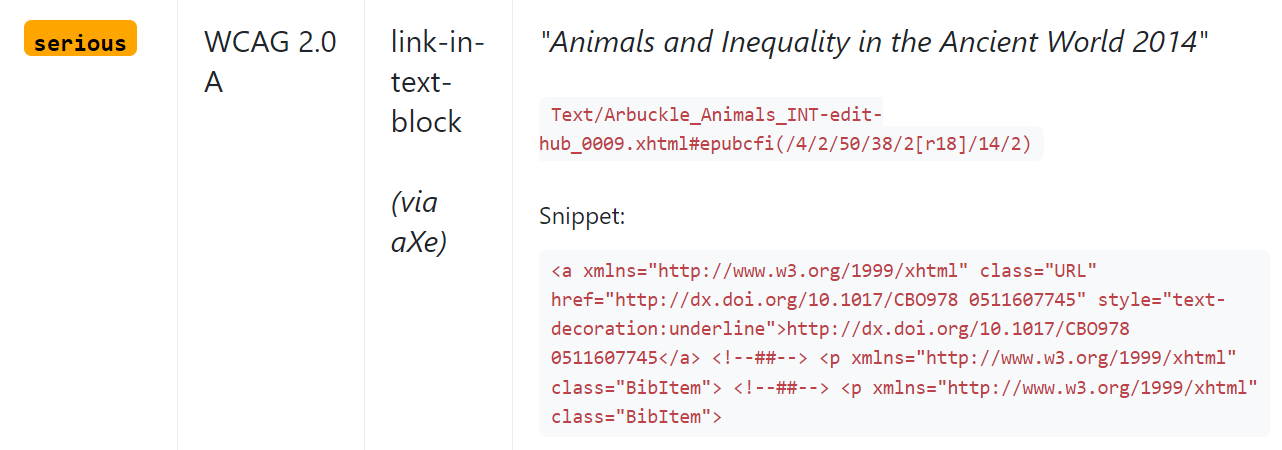 serious
WCAG 2.0
A
link-in-
text-
block
(via
aXe)
"Animals and Inequality in the Ancient World 2014"
Text/Arbuckle_Animals_INT-edit-
hub_0009.xhtml#epubcfi(/4/2/50/38/2[r18]/14/2)
Snippet:
<a xmlns="http://www.w3.org/1999/xhtml" class="URL"
href="http://dx.doi.org/10.1017/CBO978 0511607745" style="text-
decoration:underline">http://dx.doi.org/10.1017/CBO978
0511607745</a> <!--##--> <p xmlns="http://www.w3.org/1999/xhtml"
class="BibItem"> <!--##--> <p xmlns="http://www.w3.org/1999/xhtml"
class="BibItem">